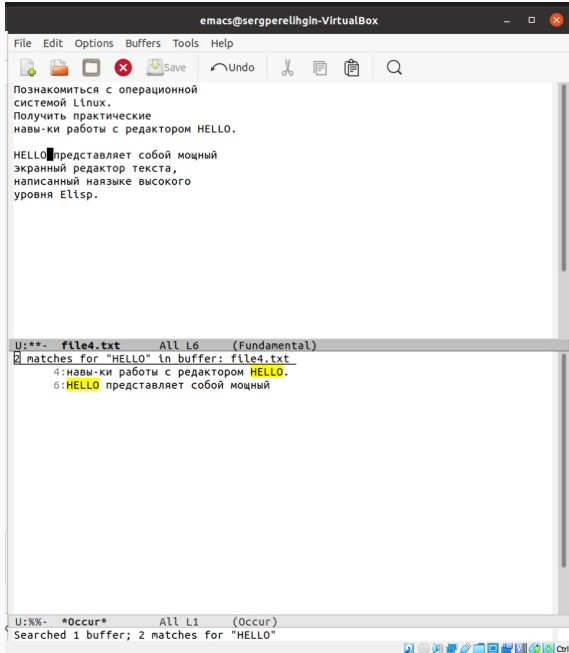 emacs@sergperelihgin-VirtualBox
File Edit Options Buffers Tools Help
Save Undo
Познакомиться с операционной
системой Linux.
Получить практические
навы-ки работы с редактором HELLO.
HELLO представляет собой мощный
экранный редактор текста,
написанный наязыке высокого
уровня Elisp.
U:**- file4.txt All L6 (Fundamental)
2 matches for "HELLO" in buffer: file4.txt
4:навы-ки работы с редактором HELLO.
6:HELLO представляет собой мощный
U:%%- *Occur* All L1 (Occur)
Searched 1 buffer; 2 matches for "HELLO"
Ctrl